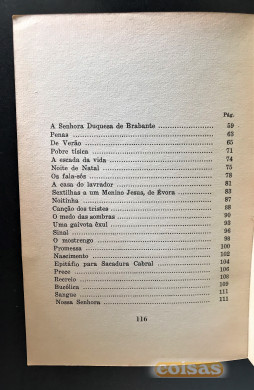 Pág.
A Senhora Duquesa de Brabante 59
Penas 63
De Verão 65
Pobre tísica 71
A escada da vida 74
Noite de Natal 75
Os fala-sós 78
A casa do lavrador 81
Sextilhas a um Menino Jesus, de Évora 83
Noitinha 87
Canção dos tristes 88
O medo das sombras 90
Uma gaivota êxul 93
Sinal 96
O mostrengo 98
Promessa 100
Nascimento 102
Epitáfio para Sacadura Cabral 104
Prece 106
Recreio 108
Bucólica 109
Sangue 111
Nossa Senhora 111
116
coisas